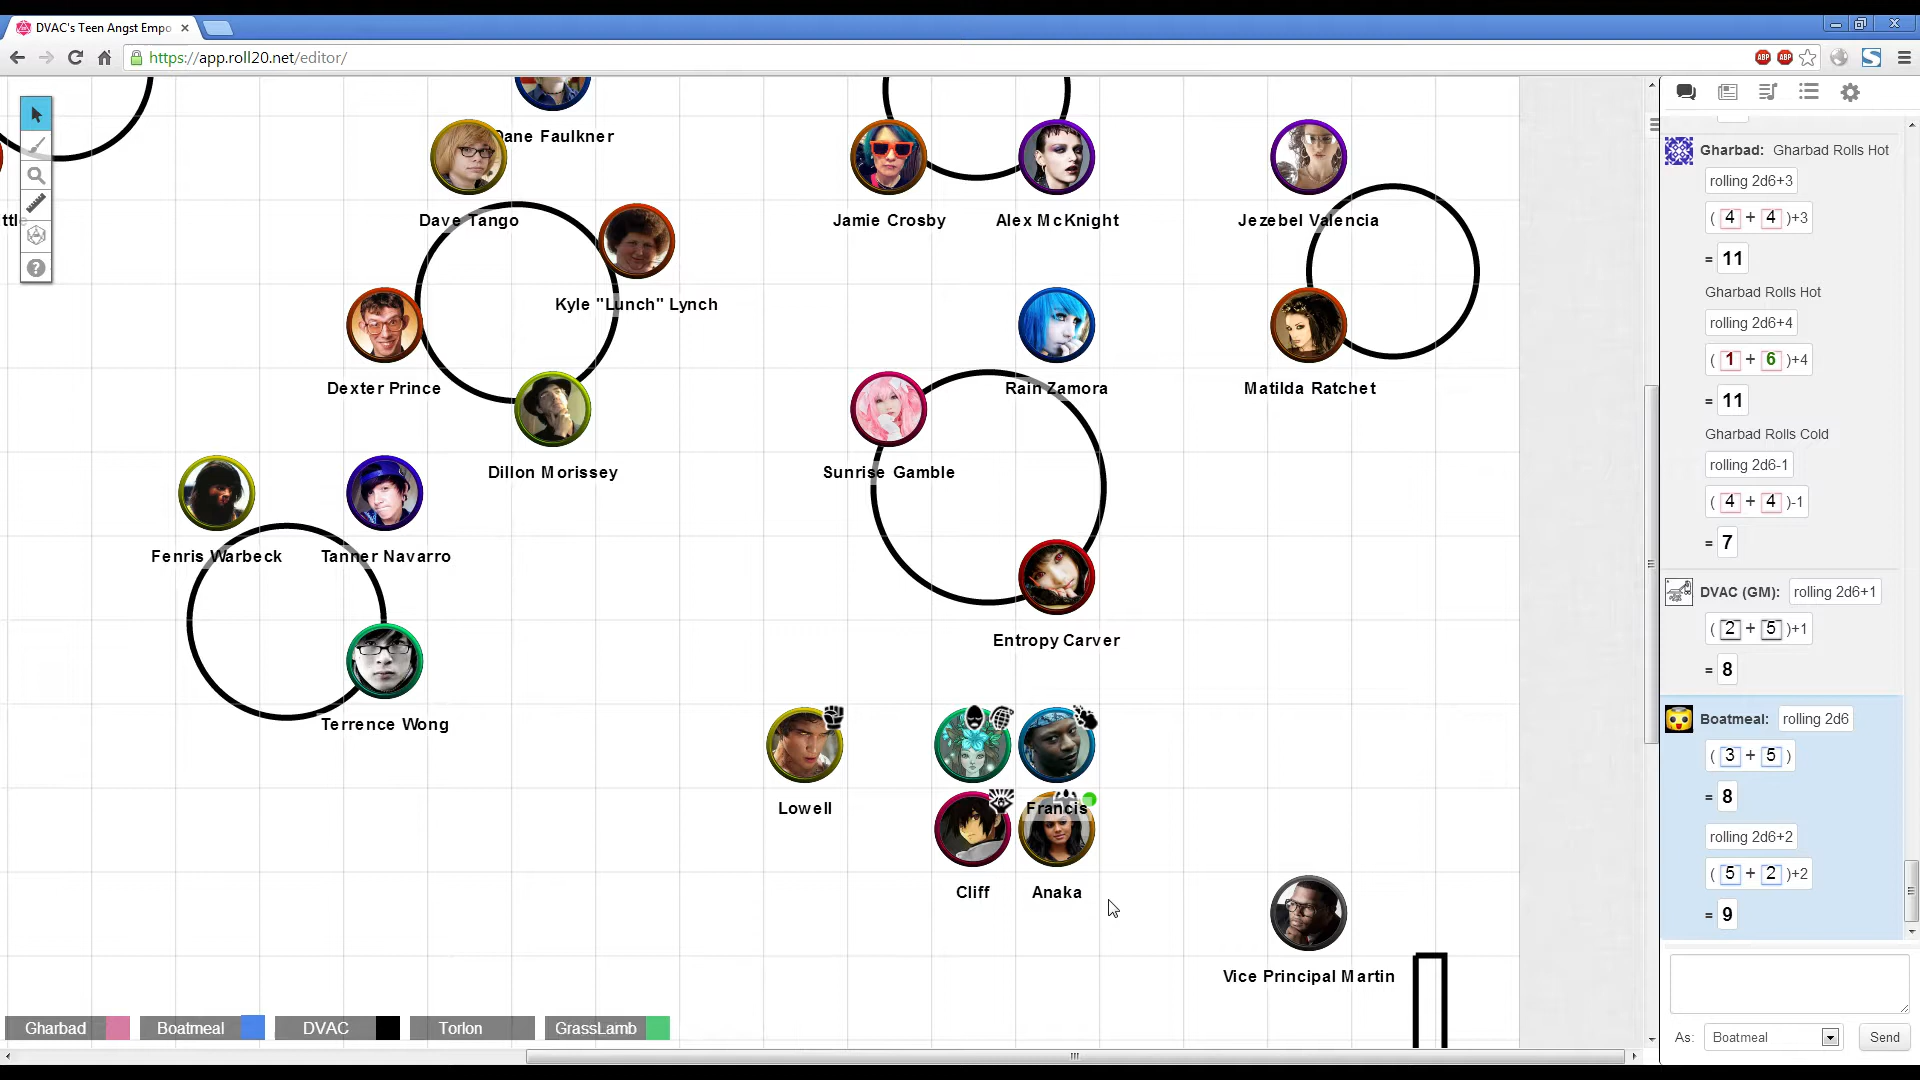 DVAC's Teen Angst Empo
https://app.roll20.net/editor/
Dane Faulkner
Dave Tango
Jamie Crosby
Alex McKnight
Jezebel Valencia
ttle
Kyle "Lunch" Lynch
Dexter Prince
Rain Zamora
Matilda Ratchet
Dillon Morissey
Sunrise Gamble
Fenris Warbeck
Tanner Navarro
Entropy Carver
Terrence Wong
Lowell
Francis
Cliff
Anaka
Vice Principal Martin
Gharbad
Boatmeal
DVAC
Torlon
GrassLamb
Gharbad: Gharbad Rolls Hot
rolling 2d6+3
( 4 + 4 )+3
= 11
Gharbad Rolls Hot
rolling 2d6+4
( 1 + 6 )+4
= 11
Gharbad Rolls Cold
rolling 2d6-1
( 4 + 4 )-1
= 7
DVAC (GM): rolling 2d6+1
( 2 + 5 )+1
= 8
Boatmeal: rolling 2d6
( 3 + 5 )
= 8
rolling 2d6+2
( 5 + 2 )+2
= 9
As: Boatmeal Send
ABP ABP